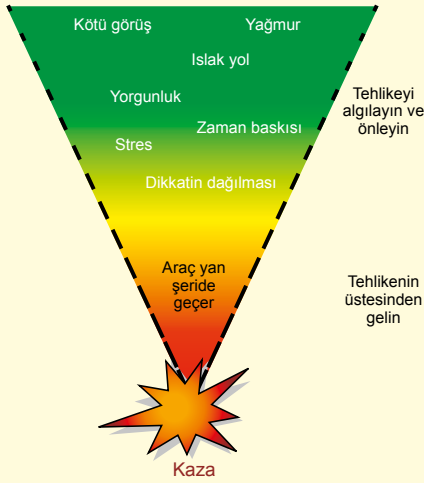 Kötü görüş
Yağmur
Islak yol
Yorgunluk
Zaman baskısı
Stres
Dikkatin dağılması
Tehlikeyi
algılayın ve
önleyin
Araç yan
şeride
geçer
Tehlikenin
üstesinden
gelin
Kaza